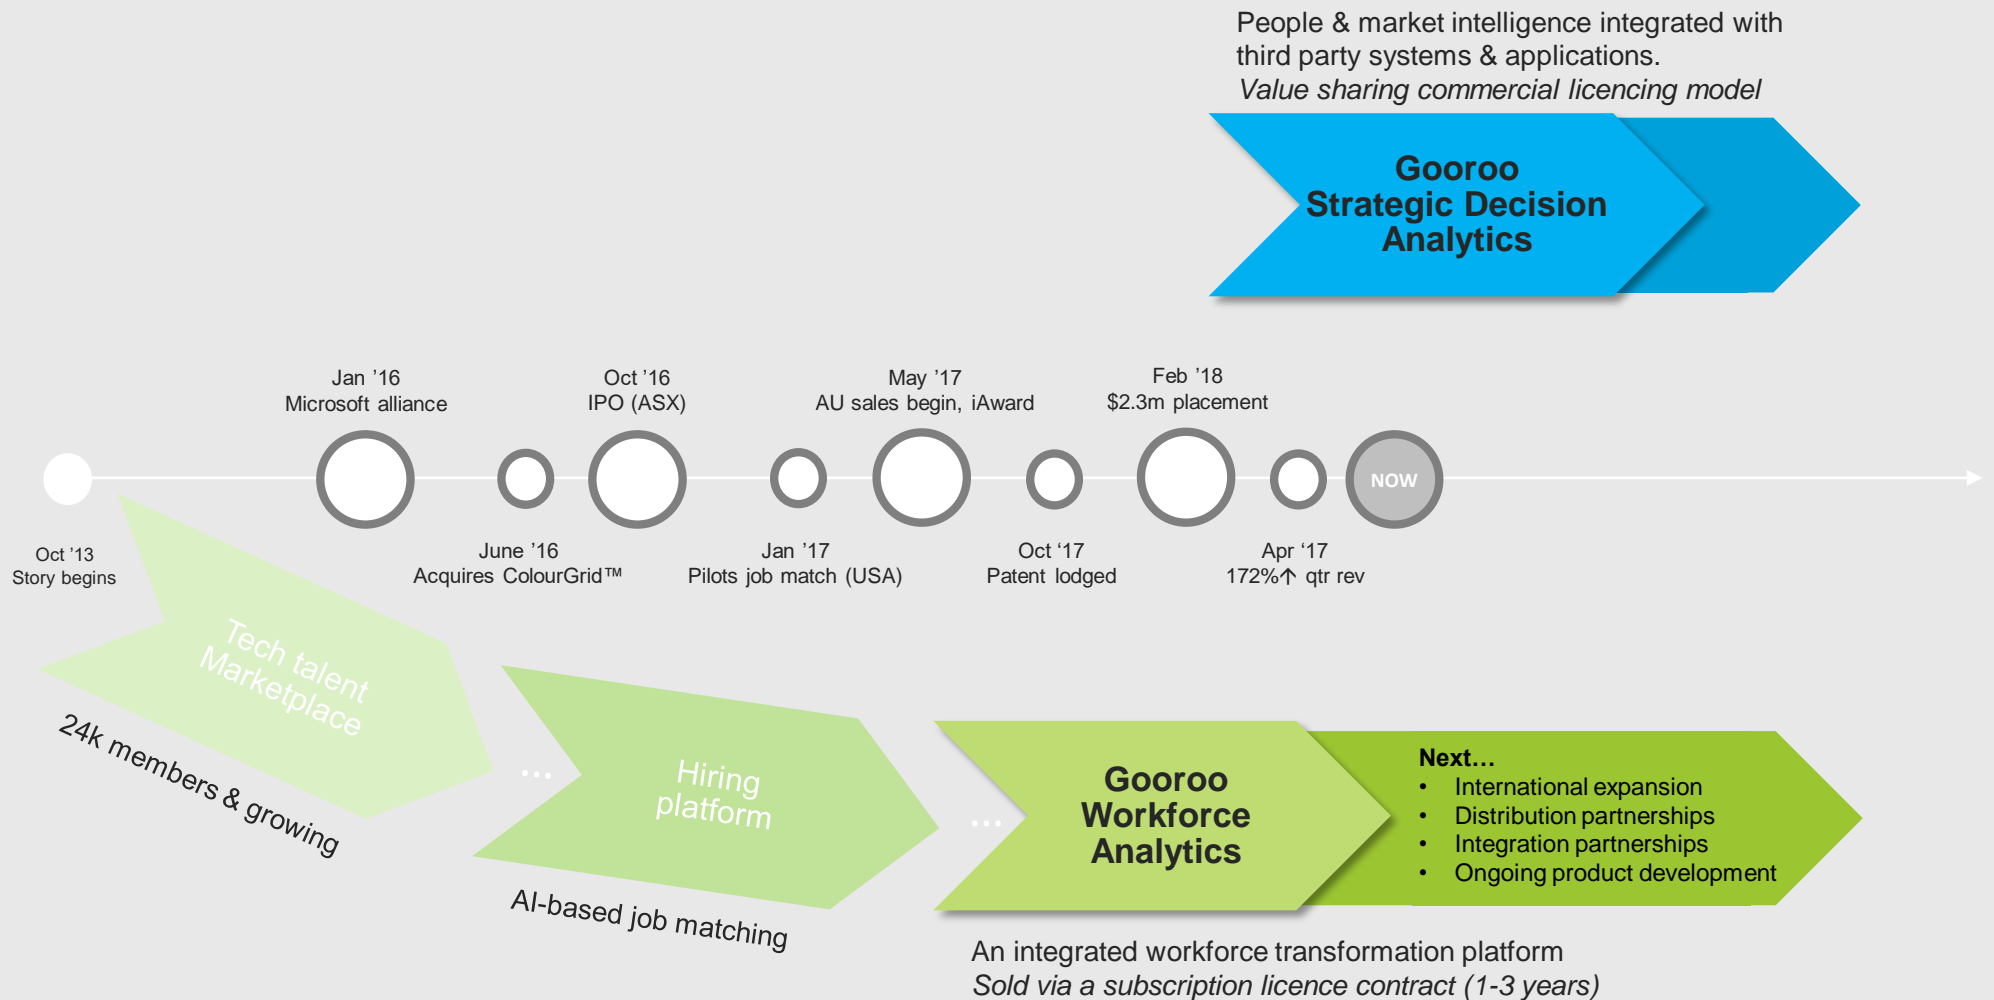 People & market intelligence integrated with
third party systems & applications.
Value sharing commercial licencing model
Gooroo
Strategic Decision
Analytics
Jan ’16
Microsoft alliance
Oct ’16
IPO (ASX)
May ’17
AU sales begin, iAward
Feb ’18
$2.3m placement
NOW
Oct ’13
Story begins
June ’16
Acquires ColourGrid™
Jan ’17
Pilots job match (USA)
Oct ‘17
Patent lodged
Apr ‘17
172%↑ qtr rev
Tech talent
Marketplace
24k members & growing
...
Hiring
platform
AI-based job matching
...
Gooroo
Workforce
Analytics
Next…
• International expansion
• Distribution partnerships
• Integration partnerships
• Ongoing product development
An integrated workforce transformation platform
Sold via a subscription licence contract (1-3 years)